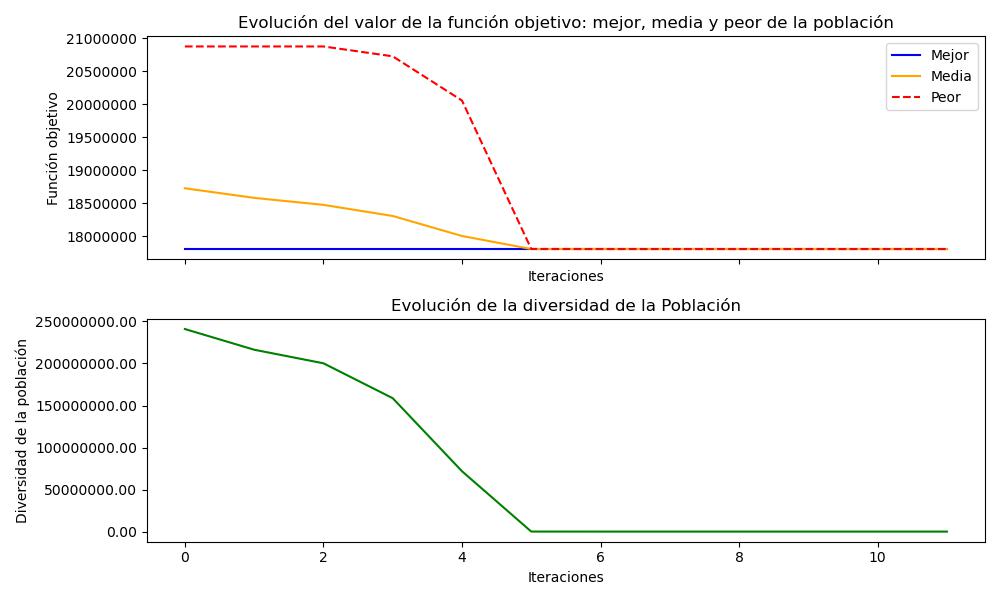 Evolución del valor de la función objetivo: mejor, media y peor de la población
21000000
20500000
20000000
19500000
19000000
18500000
18000000
Función objetivo
Mejor
Media
Peor
Iteraciones
Evolución de la diversidad de la Población
250000000.00
200000000.00
150000000.00
100000000.00
50000000.00
0.00
Diversidad de la población
0 2 4 6 8 10
Iteraciones